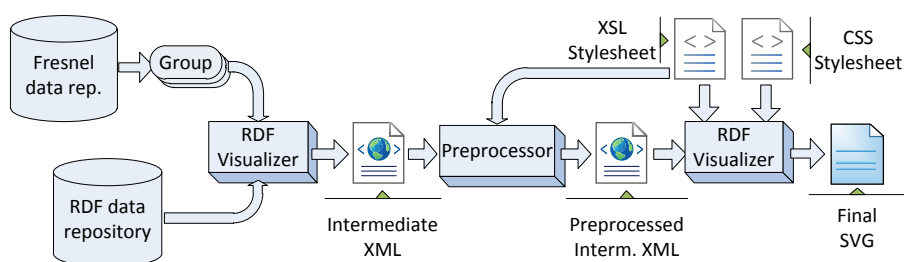 Fresnel
data rep.
Group
RDF data
repository
RDF
Visualizer
Intermediate
XML
Preprocessor
XSL
Stylesheet
< >
< >
CSS
Stylesheet
< >
Preprocessed
Interm. XML
< >
RDF
Visualizer
Final
SVG